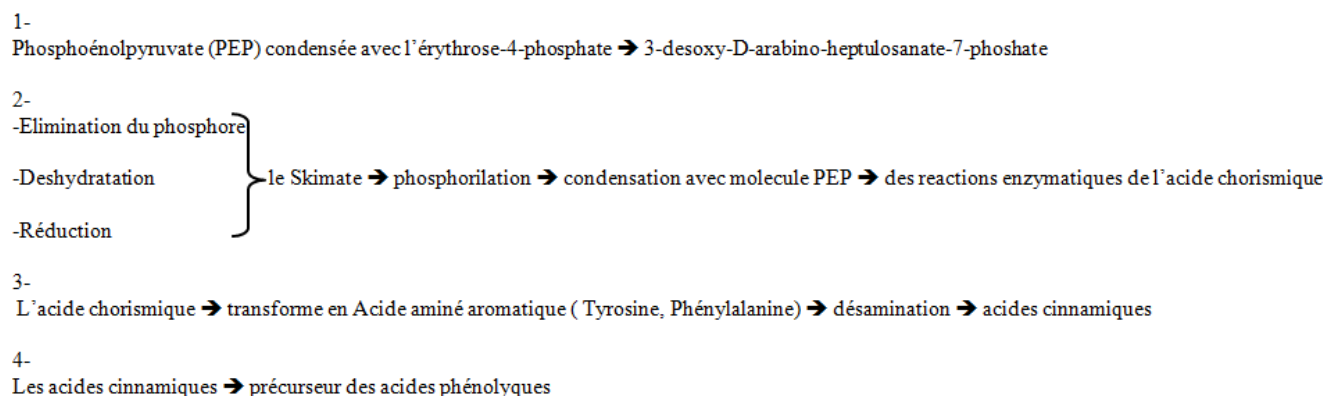 1-
Phosphoénolpyruvate (PEP) condensée avec l'érythrose-4-phosphate ➔ 3-desoxy-D-arabino-heptulosanate-7-phoshate
2-
-Elimination du phosphore
-Deshydratation
le Skimate ➔ phosphorilation ➔ condensation avec molecule PEP ➔ des reactions enzymatiques de l'acide chorismique
-Réduction
3-
L'acide chorismique ➔ transforme en Acide aminé aromatique ( Tyrosine, Phénylalanine) ➔ désamination ➔ acides cinnamiques
4-
Les acides cinnamiques ➔ précurseur des acides phénolyques